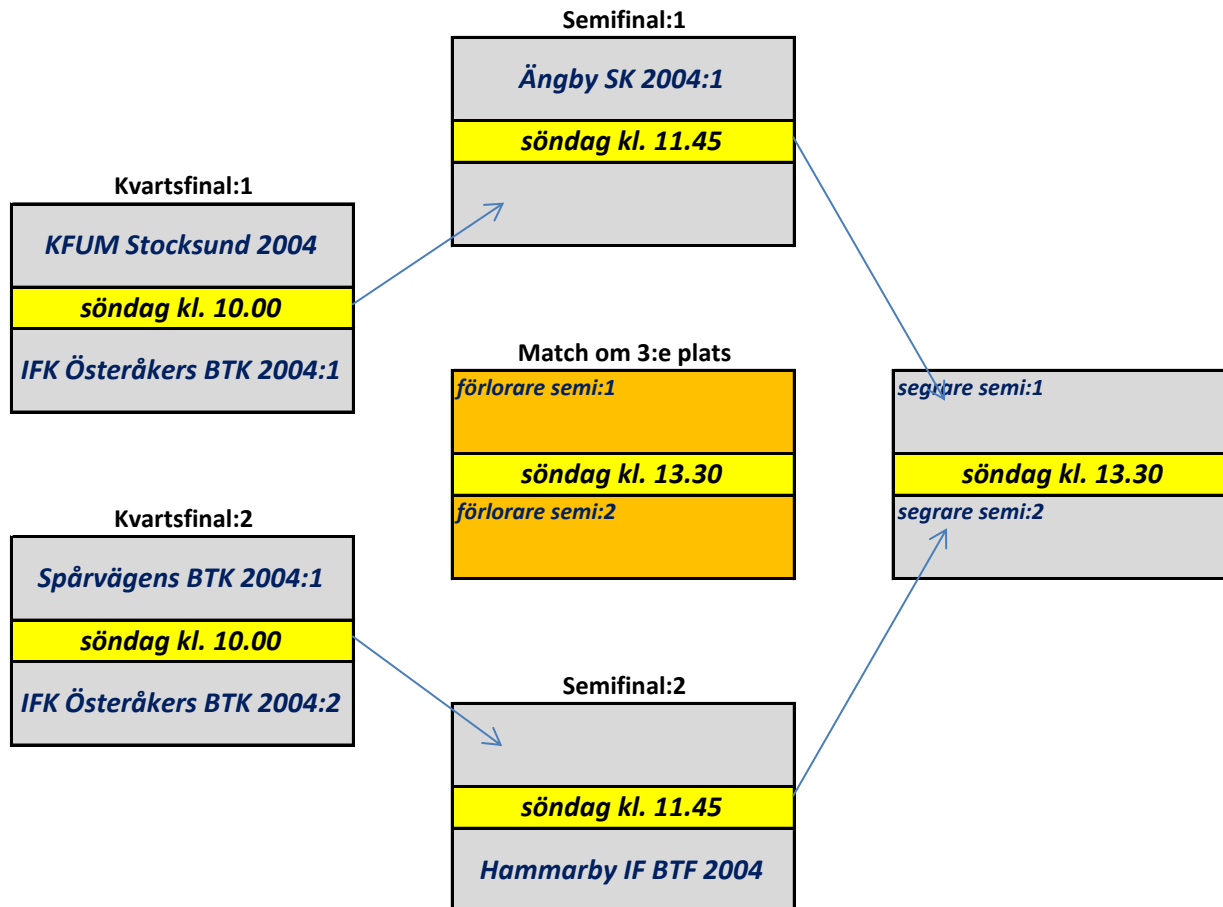 Semifinal:1
Ängby SK 2004:1
söndag kl. 11.45
Kvartsfinal:1
KFUM Stocksund 2004
söndag kl. 10.00
IFK Österåkers BTK 2004:1
Match om 3:e plats
förlorare semi:1
söndag kl. 13.30
förlorare semi:2
segrare semi:1
söndag kl. 13.30
segrare semi:2
Kvartsfinal:2
Spårvägens BTK 2004:1
söndag kl. 10.00
IFK Österåkers BTK 2004:2
Semifinal:2
söndag kl. 11.45
Hammarby IF BTF 2004